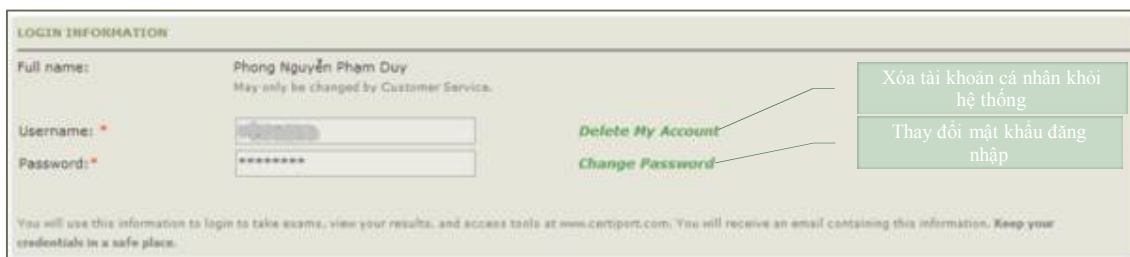 LOGIN INFORMATION
Full name: Phong Nguyễn Phạm Duy
May only be changed by Customer Service.
Xóa tài khoản cá nhân khỏi
hệ thống
Username: * Delete My Account
Thay đổi mật khẩu đăng
nhập
Password: * ******** Change Password
You will use this information to login to take exams, view your results, and access tools at www.certiport.com. You will receive an email containing this information. Keep your
credentials in a safe place.